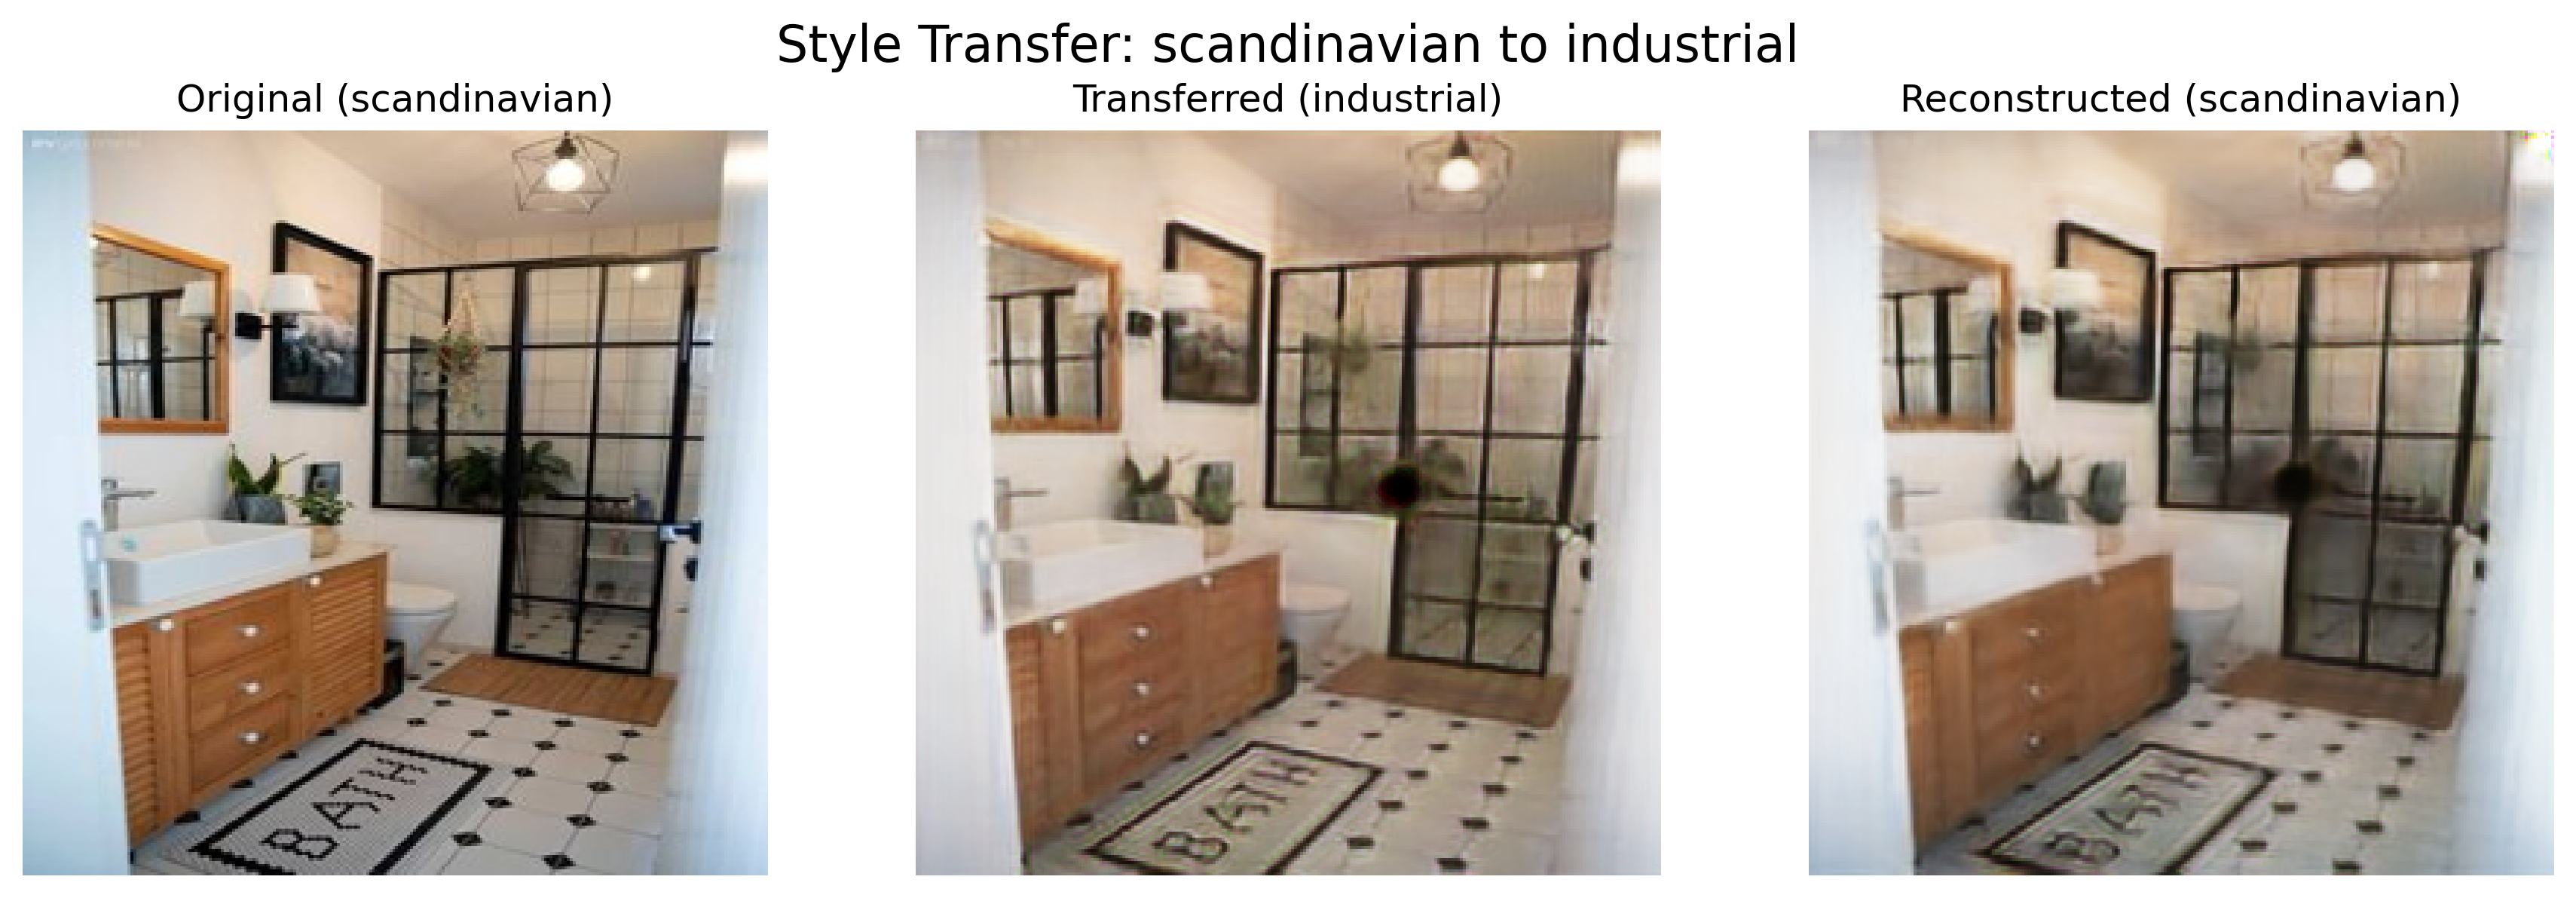 Style Transfer: scandinavian to industrial
Original (scandinavian)
Transferred (industrial)
Reconstructed (scandinavian)
BATH
BATH
BATH